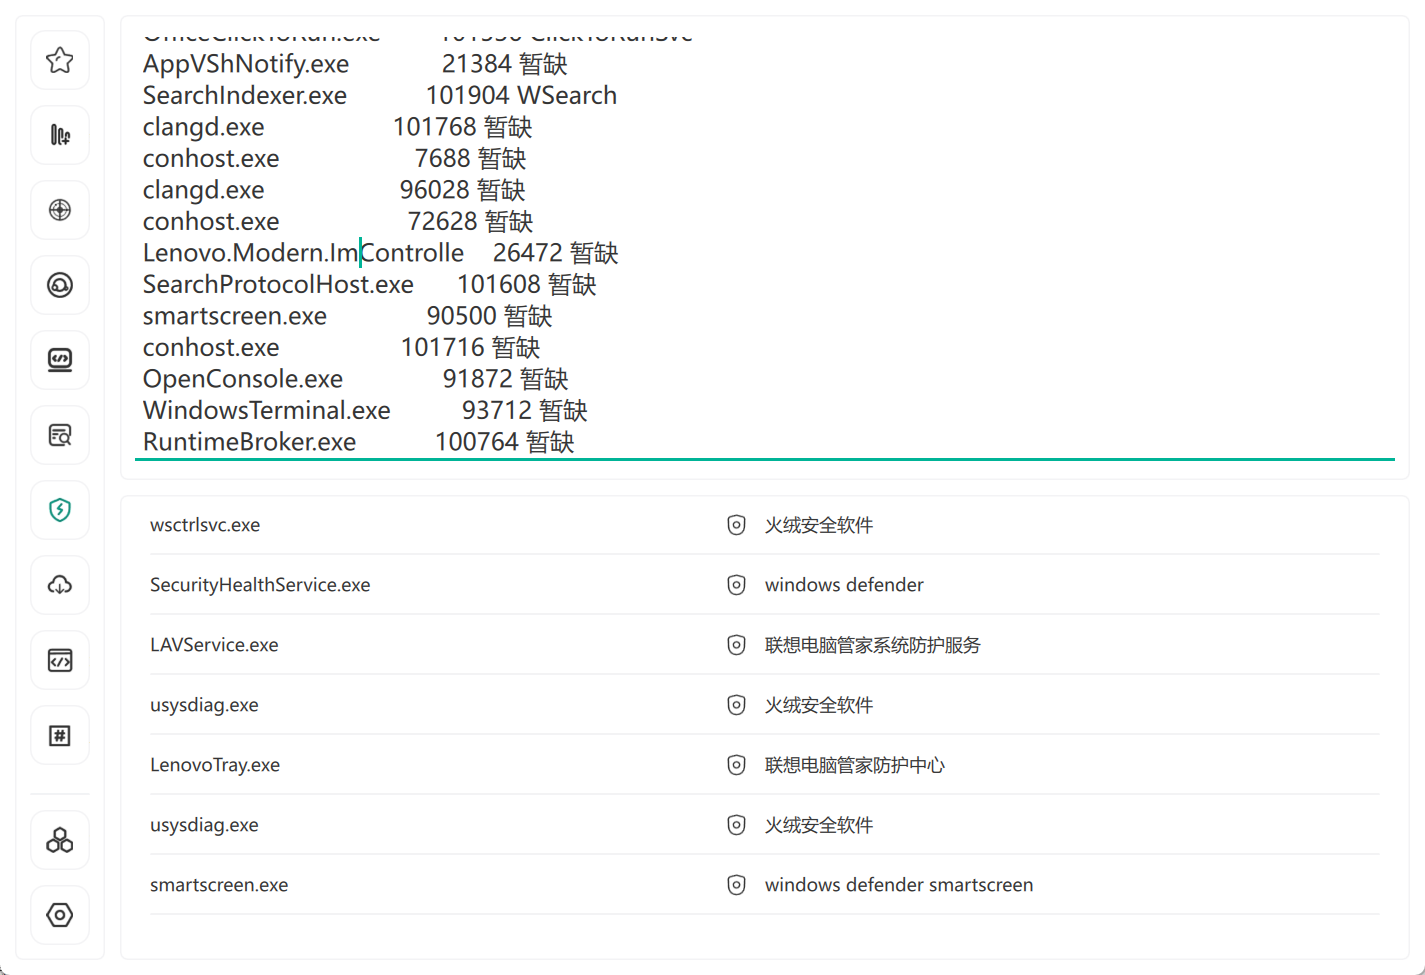 OfficeClickToRun.exe 101556 ClickToRunSvc
AppVShNotify.exe 21384 暂缺
SearchIndexer.exe 101904 WSearch
clangd.exe 101768 暂缺
conhost.exe 7688 暂缺
clangd.exe 96028 暂缺
conhost.exe 72628 暂缺
Lenovo.Modern.ImControlle 26472 暂缺
SearchProtocolHost.exe 101608 暂缺
smartscreen.exe 90500 暂缺
conhost.exe 101716 暂缺
OpenConsole.exe 91872 暂缺
WindowsTerminal.exe 93712 暂缺
RuntimeBroker.exe 100764 暂缺
wsctrlsvc.exe 火绒安全软件
SecurityHealthService.exe windows defender
LAVService.exe 联想电脑管家系统防护服务
usysdiag.exe 火绒安全软件
LenovoTray.exe 联想电脑管家防护中心
usysdiag.exe 火绒安全软件
smartscreen.exe windows defender smartscreen